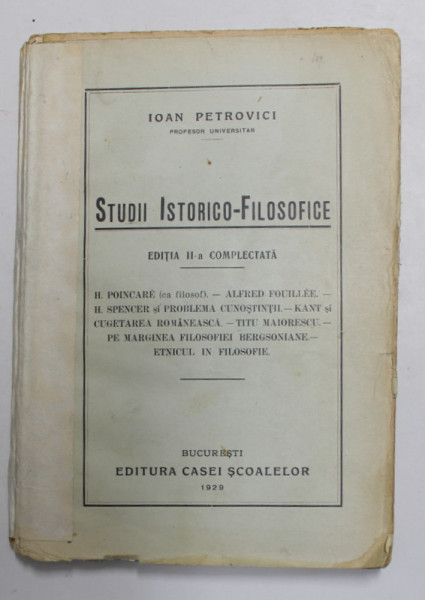 IOAN PETROVICI
PROFESOR UNIVERSITAR
STUDII ISTORICO-FILOSOFICE
EDIȚIA II-a COMPLECTATĂ
H. POINCARÉ (ca filosof). — ALFRED FOUILLÉE. —
H. SPENCER și PROBLEMA CUNOȘTINȚII. — KANT și
CUGETAREA ROMÂNEASCĂ. — TITU MAIORESCU. —
PE MARGINEA FILOSOFIEI BERGSONIANE. —
ETNICUL IN FILOSOFIE.
BUCUREȘTI
EDITURA CASEI ȘCOALELOR
1929